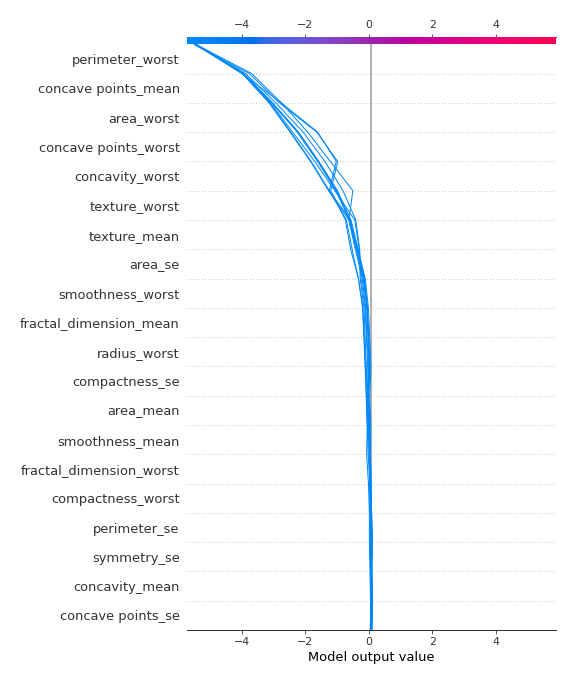 −4 −2 0 2 4
perimeter_worst
concave points_mean
area_worst
concave points_worst
concavity_worst
texture_worst
texture_mean
area_se
smoothness_worst
fractal_dimension_mean
radius_worst
compactness_se
area_mean
smoothness_mean
fractal_dimension_worst
compactness_worst
perimeter_se
symmetry_se
concavity_mean
concave points_se
−4 −2 0 2 4
Model output value